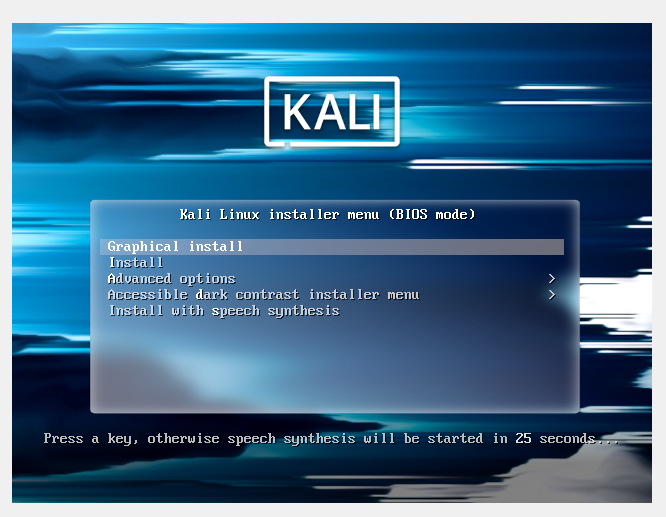 KALI
Kali Linux installer menu (BIOS mode)
Graphical install
Install
Advanced options >
Accessible dark contrast installer menu >
Install with speech synthesis
Press a key, otherwise speech synthesis will be started in 25 seconds...